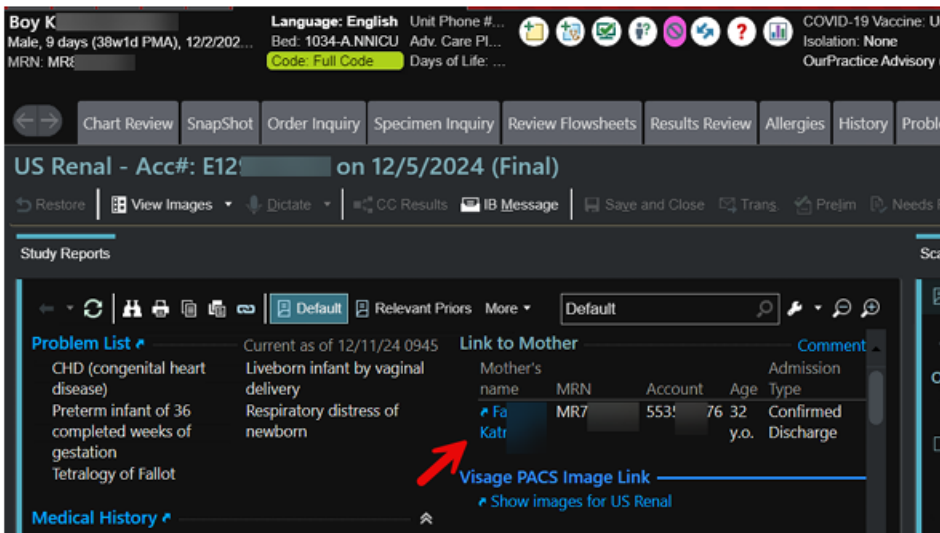 Boy K
Language: English Unit Phone #...
COVID-19 Vaccine: U
Male, 9 days (38w1d PMA), 12/2/202...
Bed: 1034-A.NNICU Adv. Care Pl...
Isolation: None
MRN: MR8
Code: Full Code Days of Life: ...
OurPractice Advisory
Chart Review SnapShot Order Inquiry Specimen Inquiry Review Flowsheets Results Review Allergies History Proble
US Renal - Acc#: E12 on 12/5/2024 (Final)
Restore View Images Dictate CC Results IB Message Save and Close Trans. Prelim Needs
Study Reports
Sca
Default Relevant Priors More Default
Problem List Current as of 12/11/24 0945
CHD (congenital heart disease)
Liveborn infant by vaginal delivery
Preterm infant of 36 completed weeks of gestation
Respiratory distress of newborn
Tetralogy of Fallot
Medical History
Link to Mother Comment
Mother's name MRN Account Age Admission Type
Fa MR7 553 76 32 y.o. Confirmed Discharge
Katr
Visage PACS Image Link
Show images for US Renal